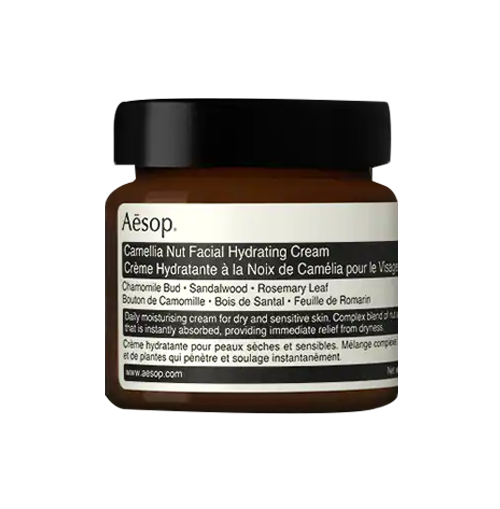 Aēsop.
Camellia Nut Facial Hydrating Cream
Crème Hydratante à la Noix de Camélia pour le Visage
Chamomile Bud • Sandalwood • Rosemary Leaf
Bouton de Camomille • Bois de Santal • Feuille de Romarin
Daily moisturising cream for dry and sensitive skin. Complex blend of
that is instantly absorbed, providing immediate relief from dryness.
Crème hydratante pour peaux sèches et sensibles. Mélange complexe
et de plantes qui pénètre et soulage instantanément.
www.aesop.com